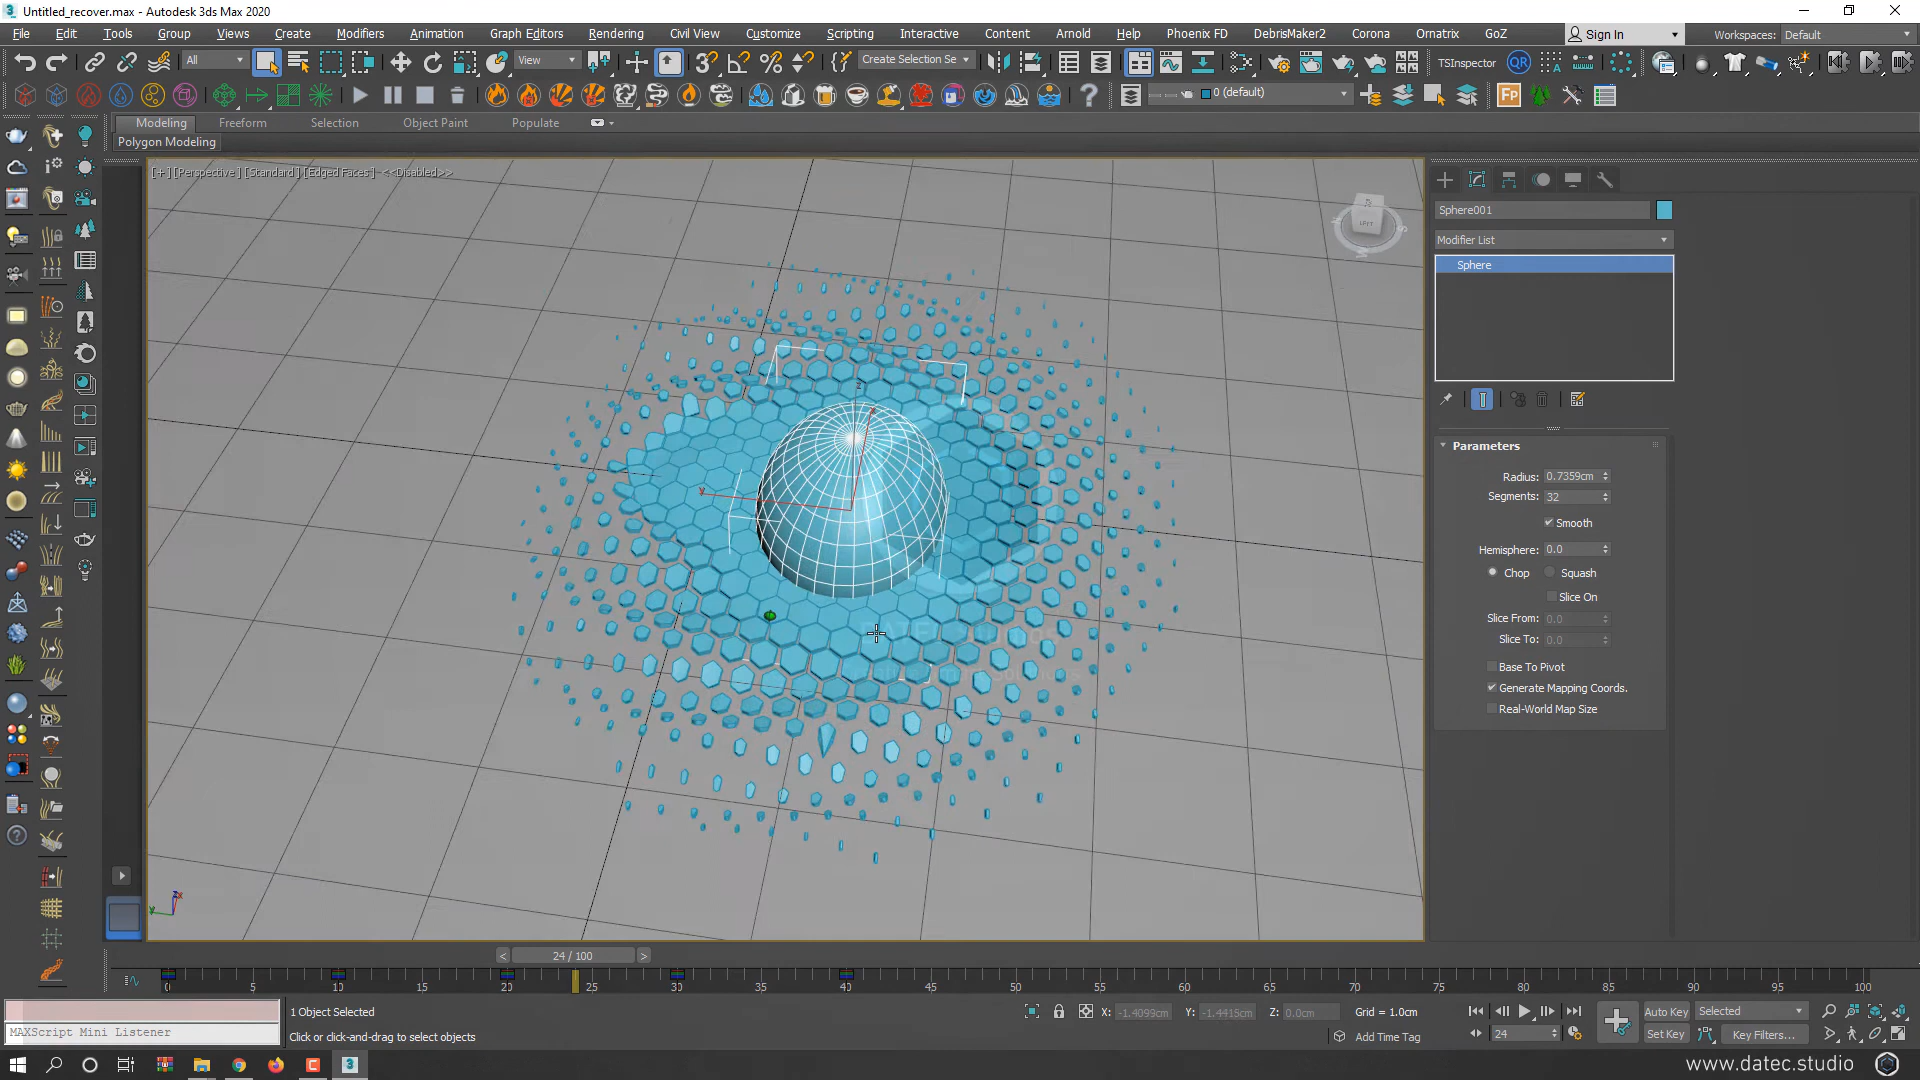 Untitled_recover.max - Autodesk 3ds Max 2020
File Edit Tools Group Views Create Modifiers Animation Graph Editors Rendering Civil View Customize Scripting Interactive Content Arnold Help Phoenix FD DebrisMaker2 Corona Ornatrix GoZ Sign In Workspaces: Default
All View Create Selection Se TSInspector QR
0 (default) FP
Modeling Freeform Selection Object Paint Populate
Polygon Modeling
[+] [Perspective] [Standard] [Edged Faces] <<Disabled>>
LEFT
Sphere001
Modifier List
Sphere
Parameters
Radius: 0.7359cm
Segments: 32
Smooth
Hemisphere: 0.0
Chop Squash
Slice On
Slice From: 0.0
Slice To: 0.0
Base To Pivot
Generate Mapping Coords.
Real-World Map Size
24 / 100
0 5 10 15 20 25 30 35 40 45 50 55 60 65 70 75 80 85 90 95 100
1 Object Selected X: -1.4099cm Y: -1.4415cm Z: 0.0cm Grid = 1.0cm Auto Key Selected
MAXScript Mini Listener Click or click-and-drag to select objects Add Time Tag 24 Set Key Key Filters...
www.datec.studio